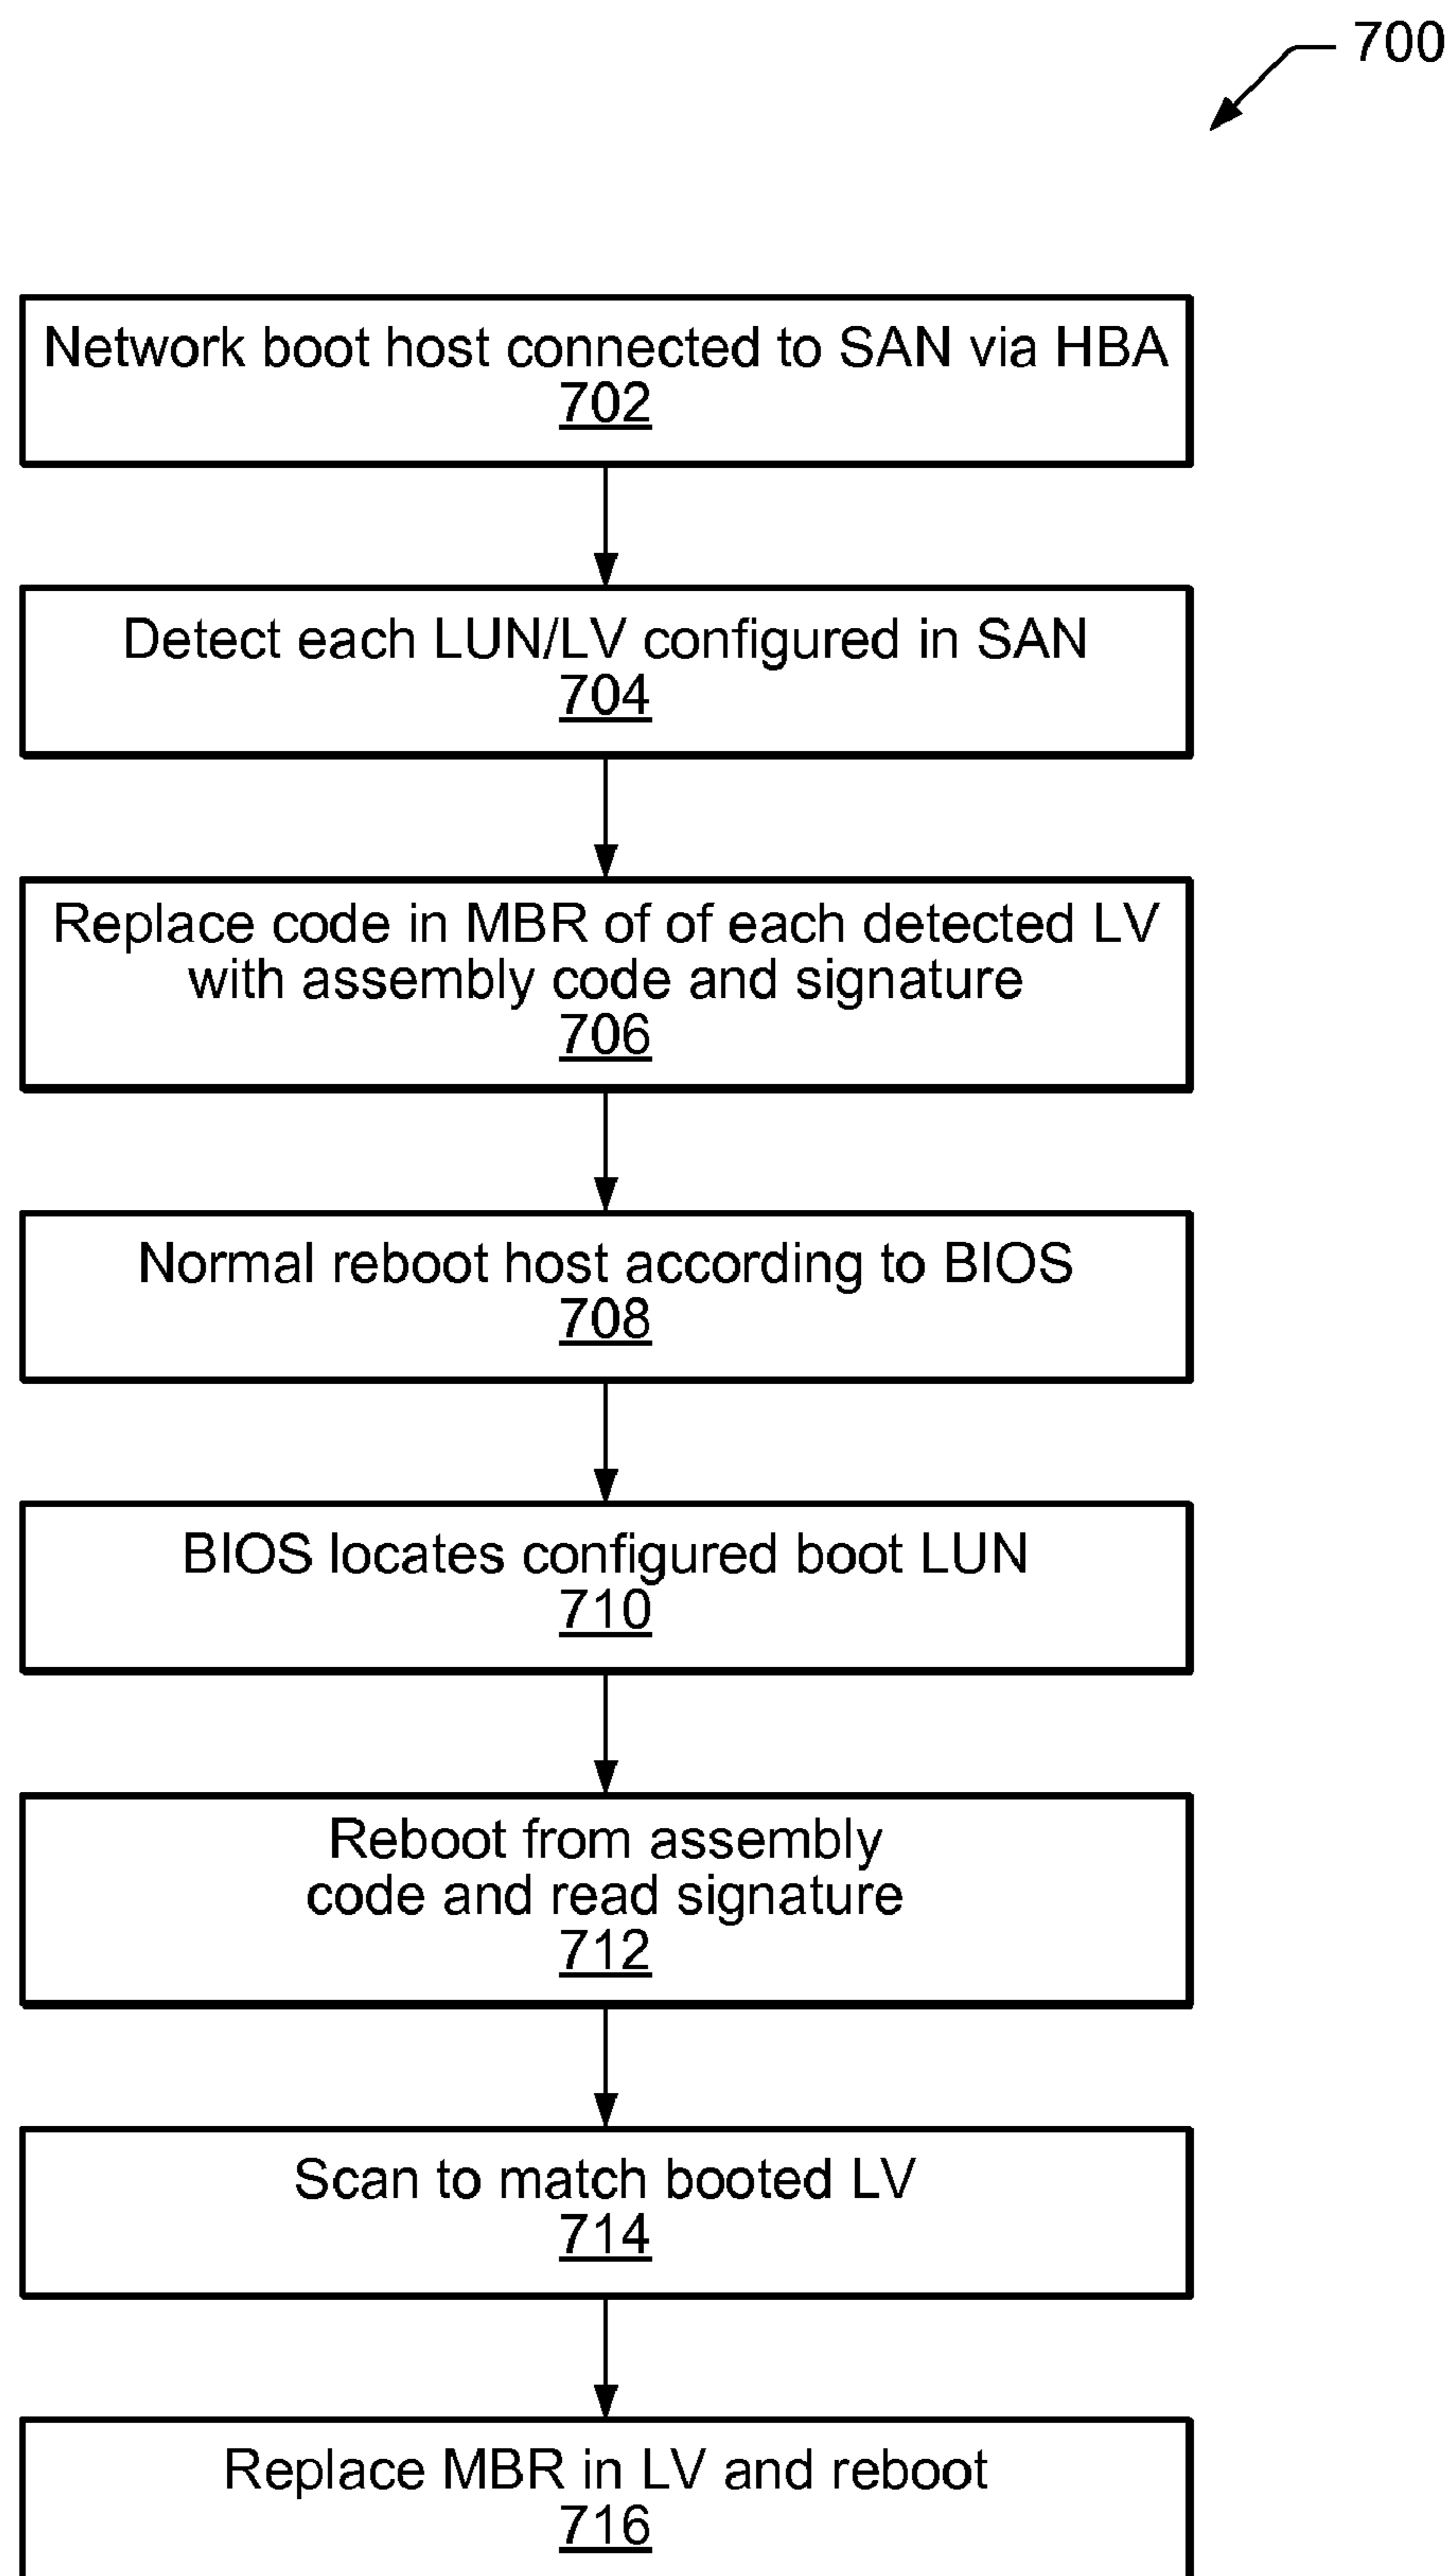 700
Network boot host connected to SAN via HBA
702
Detect each LUN/LV configured in SAN
704
Replace code in MBR of of each detected LV
with assembly code and signature
706
Normal reboot host according to BIOS
708
BIOS locates configured boot LUN
710
Reboot from assembly
code and read signature
712
Scan to match booted LV
714
Replace MBR in LV and reboot
716